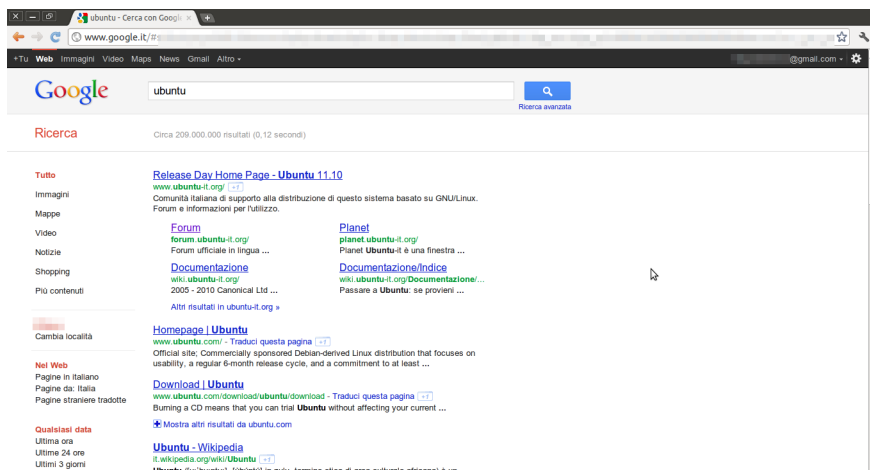 ubuntu - Cerca con Googl
www.google.it/#
+Tu Web Immagini Video Maps News Gmail Altro
@gmail.com
Google
ubuntu
Ricerca avanzata
Ricerca
Circa 209.000.000 risultati (0,12 secondi)
Tutto
Immagini
Mappe
Video
Notizie
Shopping
Più contenuti
Cambia località
Nel Web
Pagine in italiano
Pagine da: Italia
Pagine straniere tradotte
Qualsiasi data
Ultima ora
Ultime 24 ore
Ultimi 3 giorni
Release Day Home Page - Ubuntu 11.10
www.ubuntu-it.org/ +1
Comunità italiana di supporto alla distribuzione di questo sistema basato su GNU/Linux.
Forum e informazioni per l'utilizzo.
Forum
forum.ubuntu-it.org/
Forum ufficiale in lingua ...
Planet
planet.ubuntu-it.org/
Planet Ubuntu-it è una finestra ...
Documentazione
wiki.ubuntu-it.org/
2005 - 2010 Canonical Ltd ...
Documentazione/Indice
wiki.ubuntu-it.org/Documentazione/...
Passare a Ubuntu: se provieni ...
Altri risultati in ubuntu-it.org »
Homepage | Ubuntu
www.ubuntu.com/ - Traduci questa pagina +1
Official site; Commercially sponsored Debian-derived Linux distribution that focuses on
usability, a regular 6-month release cycle, and a commitment to at least ...
Download | Ubuntu
www.ubuntu.com/download/ubuntu/download - Traduci questa pagina +1
Burning a CD means that you can trial Ubuntu without affecting your current ...
Mostra altri risultati da ubuntu.com
Ubuntu - Wikipedia
it.wikipedia.org/wiki/Ubuntu +1